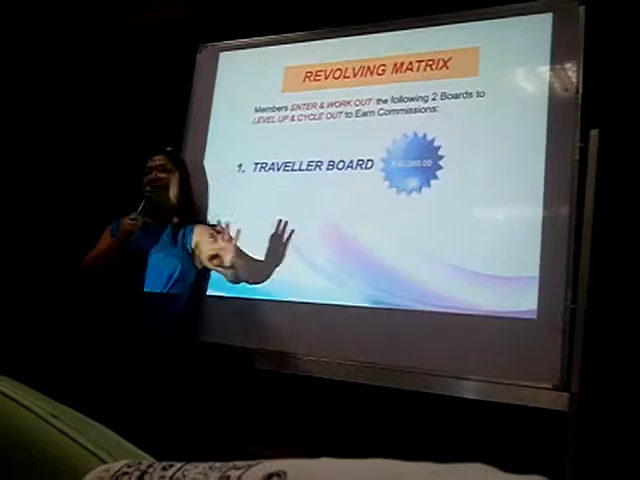 REVOLVING MATRIX
Members ENTER & WORK OUT the following 2 Boards to
LEVEL UP & CYCLE OUT to Earn Commissions:
1. TRAVELLER BOARD